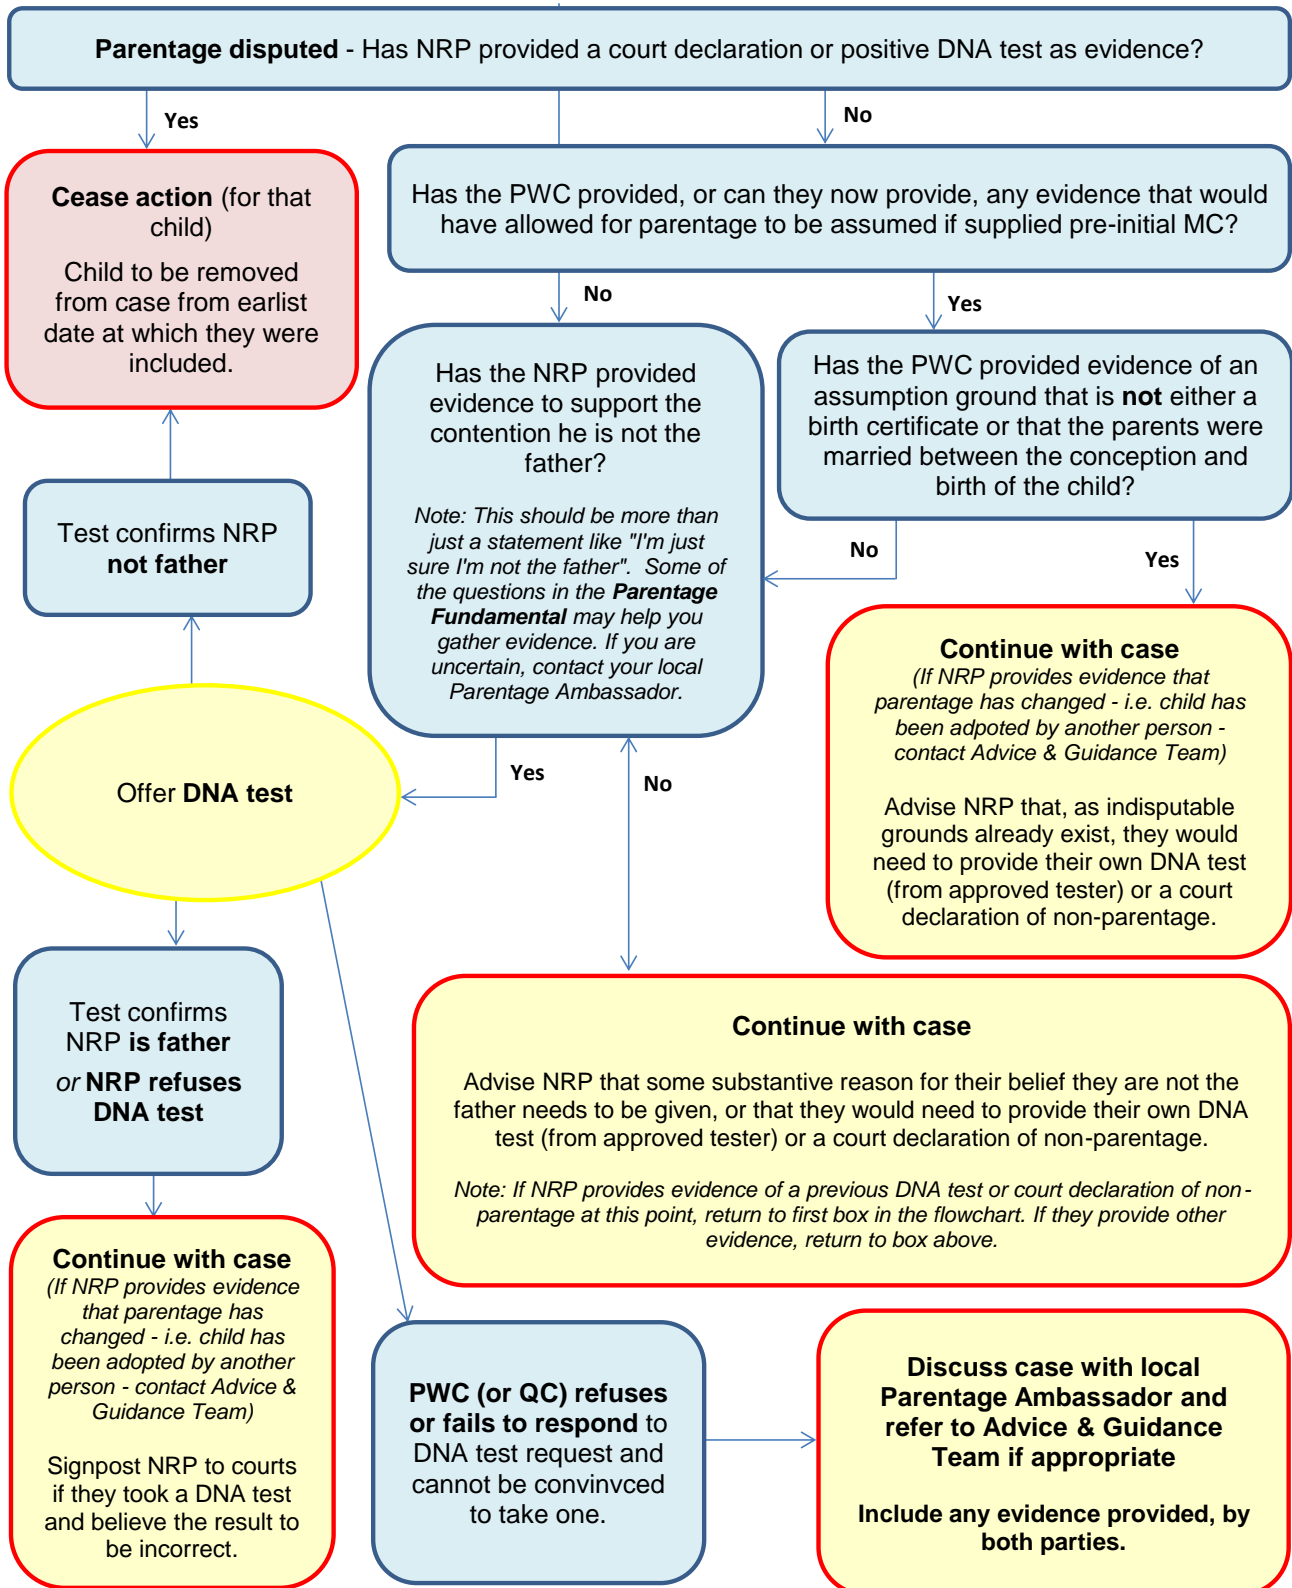 Parentage disputed - Has NRP provided a court declaration or positive DNA test as evidence?
Yes
No
Cease action (for that
child)
Child to be removed
from case from earlist
date at which they were
included.
Has the PWC provided, or can they now provide, any evidence that would
have allowed for parentage to be assumed if supplied pre-initial MC?
No
Yes
Has the NRP provided
evidence to support the
contention he is not the
father?
Note: This should be more than
just a statement like "I'm just
sure I'm not the father".  Some of
the questions in the Parentage
Fundamental may help you
gather evidence. If you are
uncertain, contact your local
Parentage Ambassador.
Has the PWC provided evidence of an
assumption ground that is not either a
birth certificate or that the parents were
married between the conception and
birth of the child?
No
Yes
Test confirms NRP
not father
Continue with case
(If NRP provides evidence that
parentage has changed - i.e. child has
been adpoted by another person -
contact Advice & Guidance Team)
Advise NRP that, as indisputable
grounds already exist, they would
need to provide their own DNA test
(from approved tester) or a court
declaration of non-parentage.
Offer DNA test
Yes
No
Test confirms
NRP is father
or NRP refuses
DNA test
Continue with case
Advise NRP that some substantive reason for their belief they are not the
father needs to be given, or that they would need to provide their own DNA
test (from approved tester) or a court declaration of non-parentage.
Note: If NRP provides evidence of a previous DNA test or court declaration of non-
parentage at this point, return to first box in the flowchart. If they provide other
evidence, return to box above.
Continue with case
(If NRP provides evidence
that parentage has
changed - i.e. child has
been adopted by another
person - contact Advice &
Guidance Team)
Signpost NRP to courts
if they took a DNA test
and believe the result to
be incorrect.
PWC (or QC) refuses
or fails to respond to
DNA test request and
cannot be convinvced
to take one.
Discuss case with local
Parentage Ambassador and
refer to Advice & Guidance
Team if appropriate
Include any evidence provided, by
both parties.